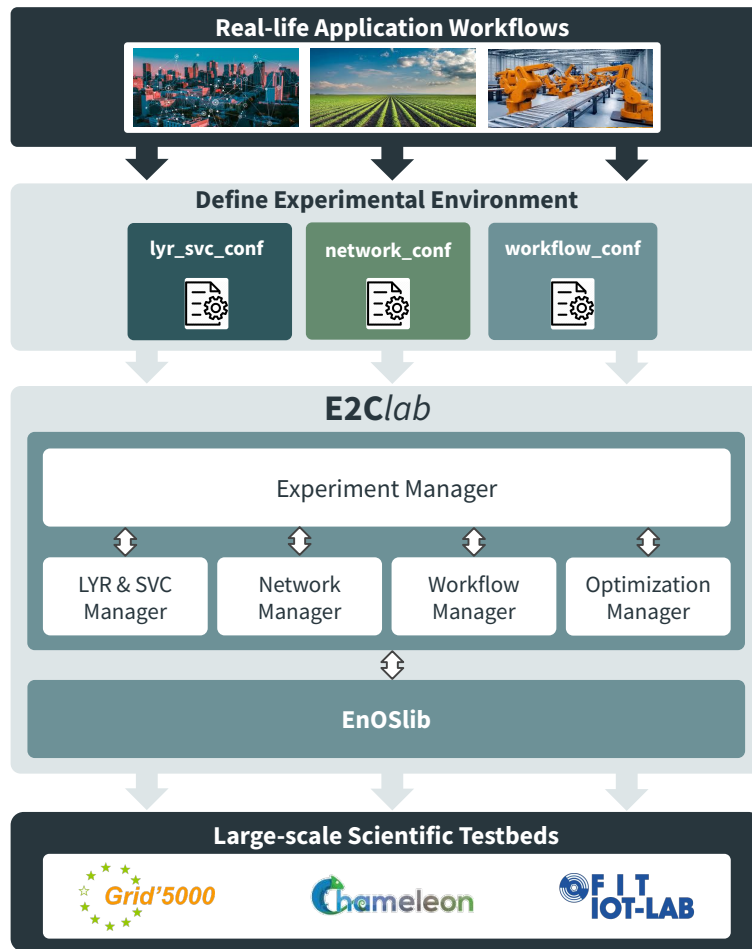 Real-life Application Workflows
Define Experimental Environment
lyr_svc_conf
network_conf
workflow_conf
E2Clab
Experiment Manager
LYR & SVC
Manager
Network
Manager
Workflow
Manager
Optimization
Manager
EnOSlib
Large-scale Scientific Testbeds
Grid'5000
Chameleon
FIT
IOT-LAB